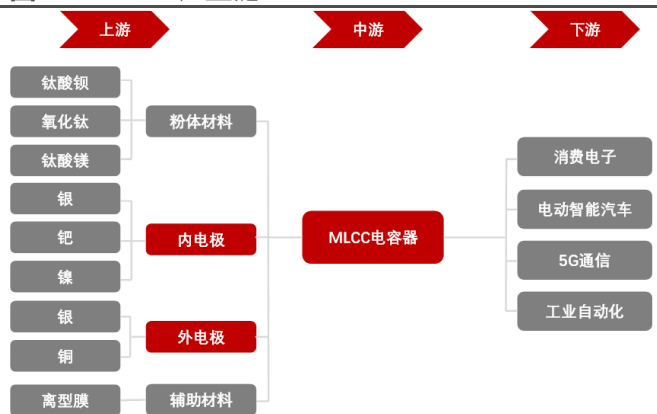 上游
中游
下游
钛酸钡
氧化钛
钛酸镁
粉体材料
银
钯
镍
内电极
银
铜
外电极
离型膜
辅助材料
MLCC电容器
消费电子
电动智能汽车
5G通信
工业自动化